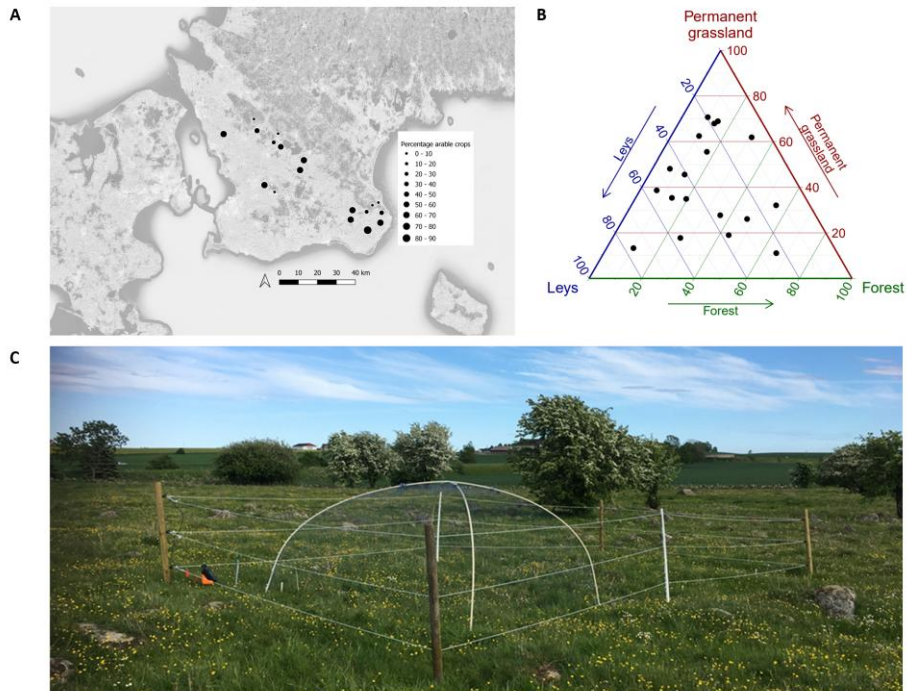 A
Percentage arable crops
0 - 10
10 - 20
20 - 30
30 - 40
40 - 50
50 - 60
60 - 70
70 - 80
80 - 90
0 10 20 30 40 km
B
Permanent
grassland
100
20
80
Leys
Permanent
grassland
40
60
60
40
80
20
100
Leys
Forest
20
40
60
80
100
Forest
C